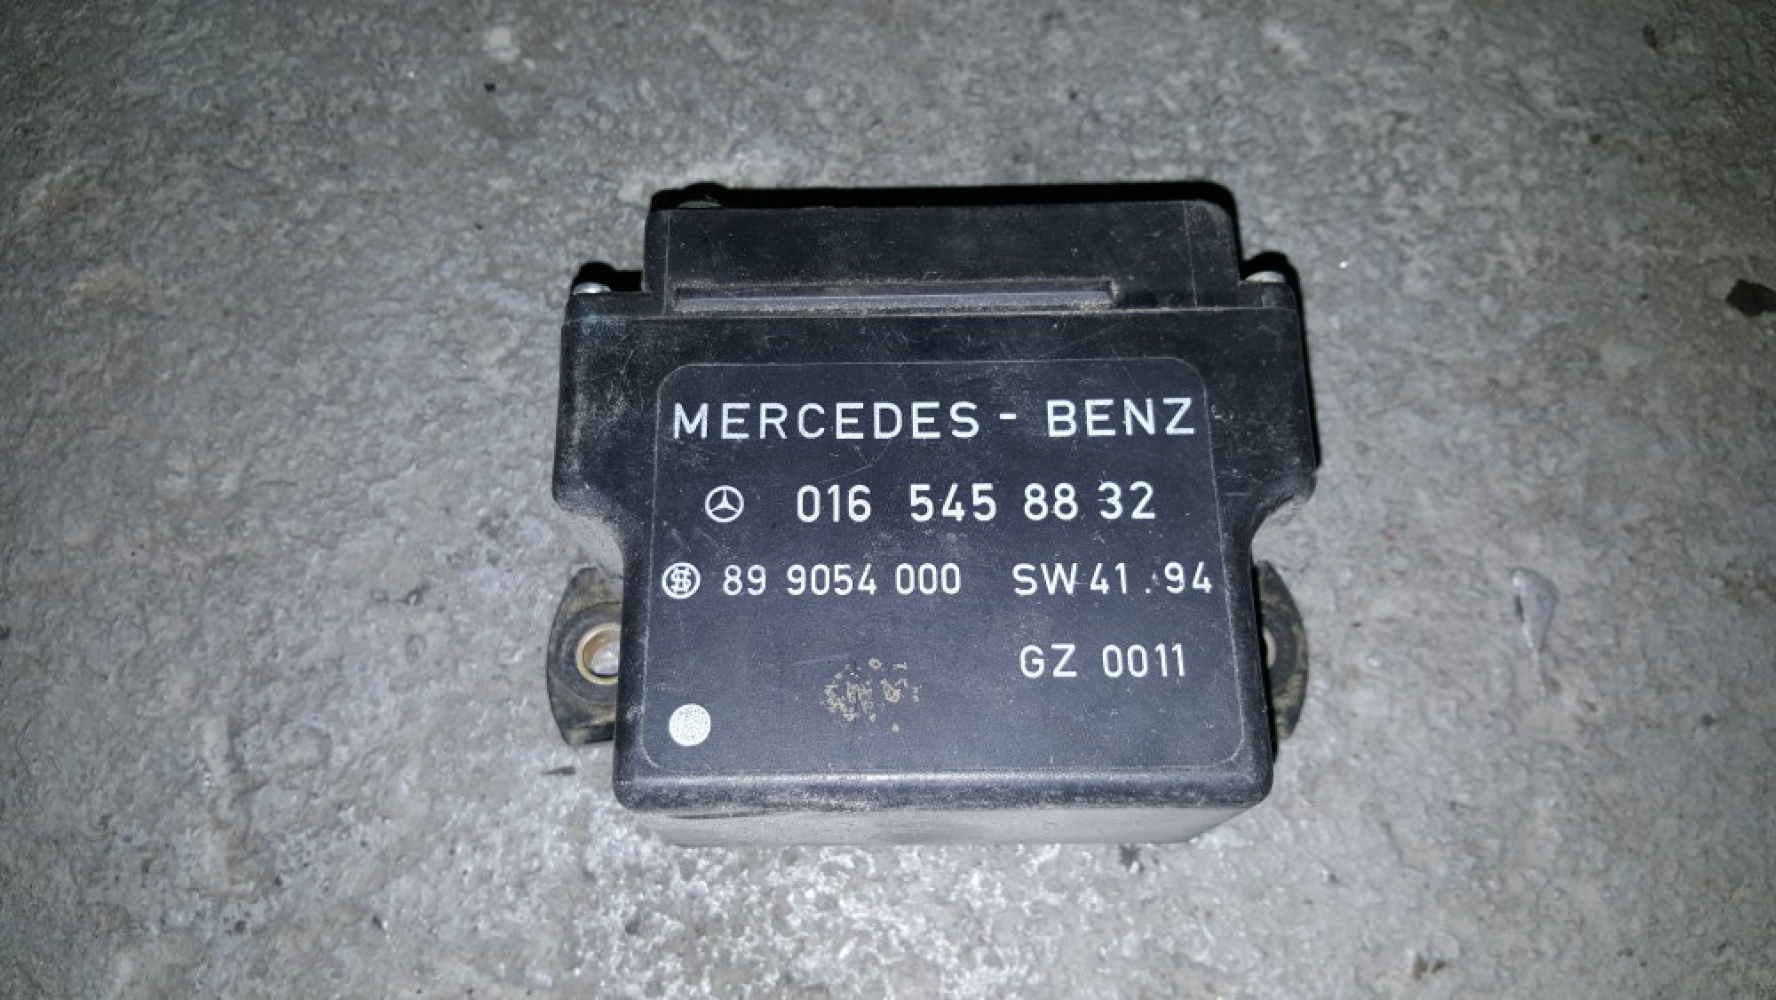 MERCEDES - BENZ
016 545 88 32
89 9054 000 SW 41 . 94
GZ 0011